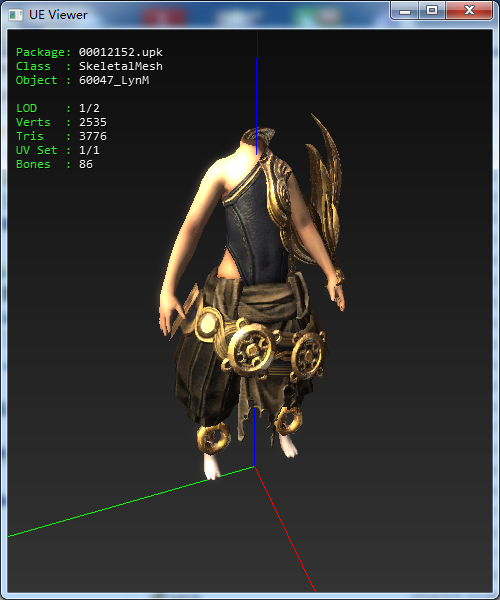 UE Viewer
Package: 00012152.upk
Class : SkeletalMesh
Object : 60047_LynM
LOD : 1/2
Verts : 2535
Tris : 3776
UV Set : 1/1
Bones : 86